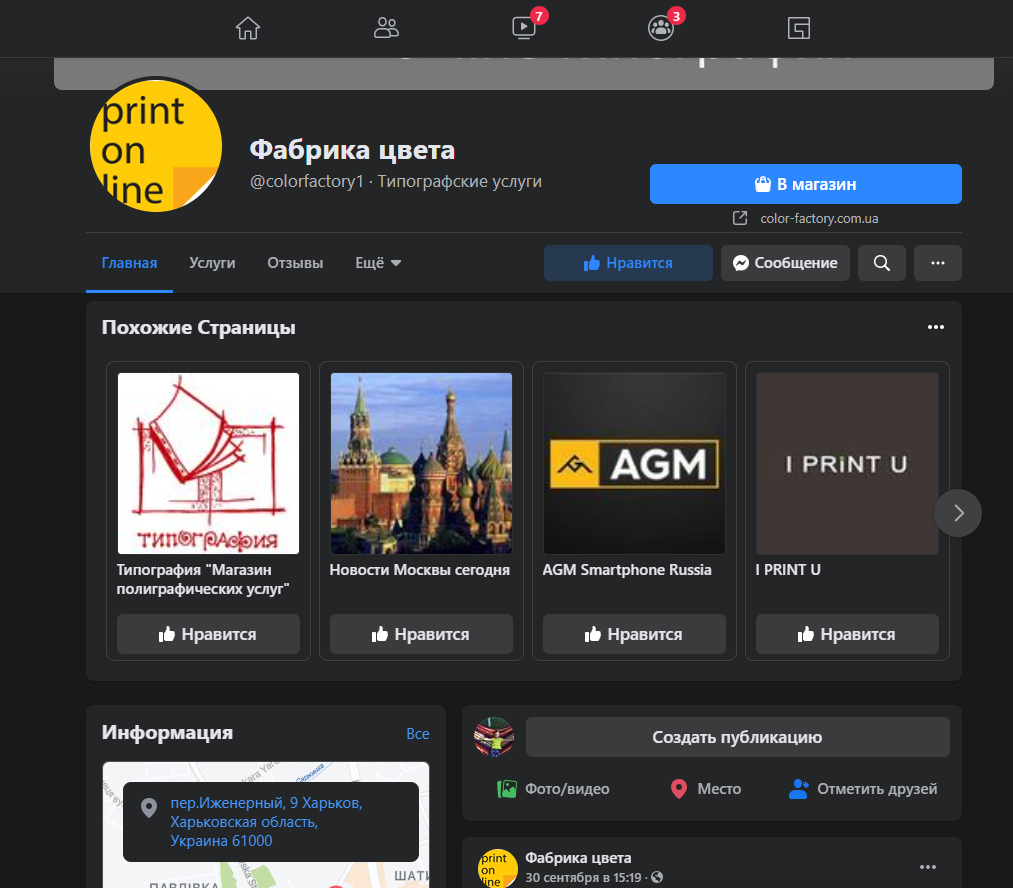 7
3
print
on
line
Фабрика цвета
@colorfactory1 · Типографские услуги
В магазин
color-factory.com.ua
Главная
Услуги
Отзывы
Ещё
Нравится
Сообщение
Похожие Страницы
ТИПОГРАФИЯ
AGM
I PRiNT U
Типография "Магазин
полиграфических услуг"
Новости Москвы сегодня
AGM Smartphone Russia
I PRINT U
Нравится
Нравится
Нравится
Нравится
Информация
Все
пер.Иженерный, 9 Харьков,
Харьковская область,
Украина 61000
ПАВЛІВКА
ШАТИ
Создать публикацию
Фото/видео
Место
Отметить друзей
print
on
line
Фабрика цвета
30 сентября в 15:19 ·